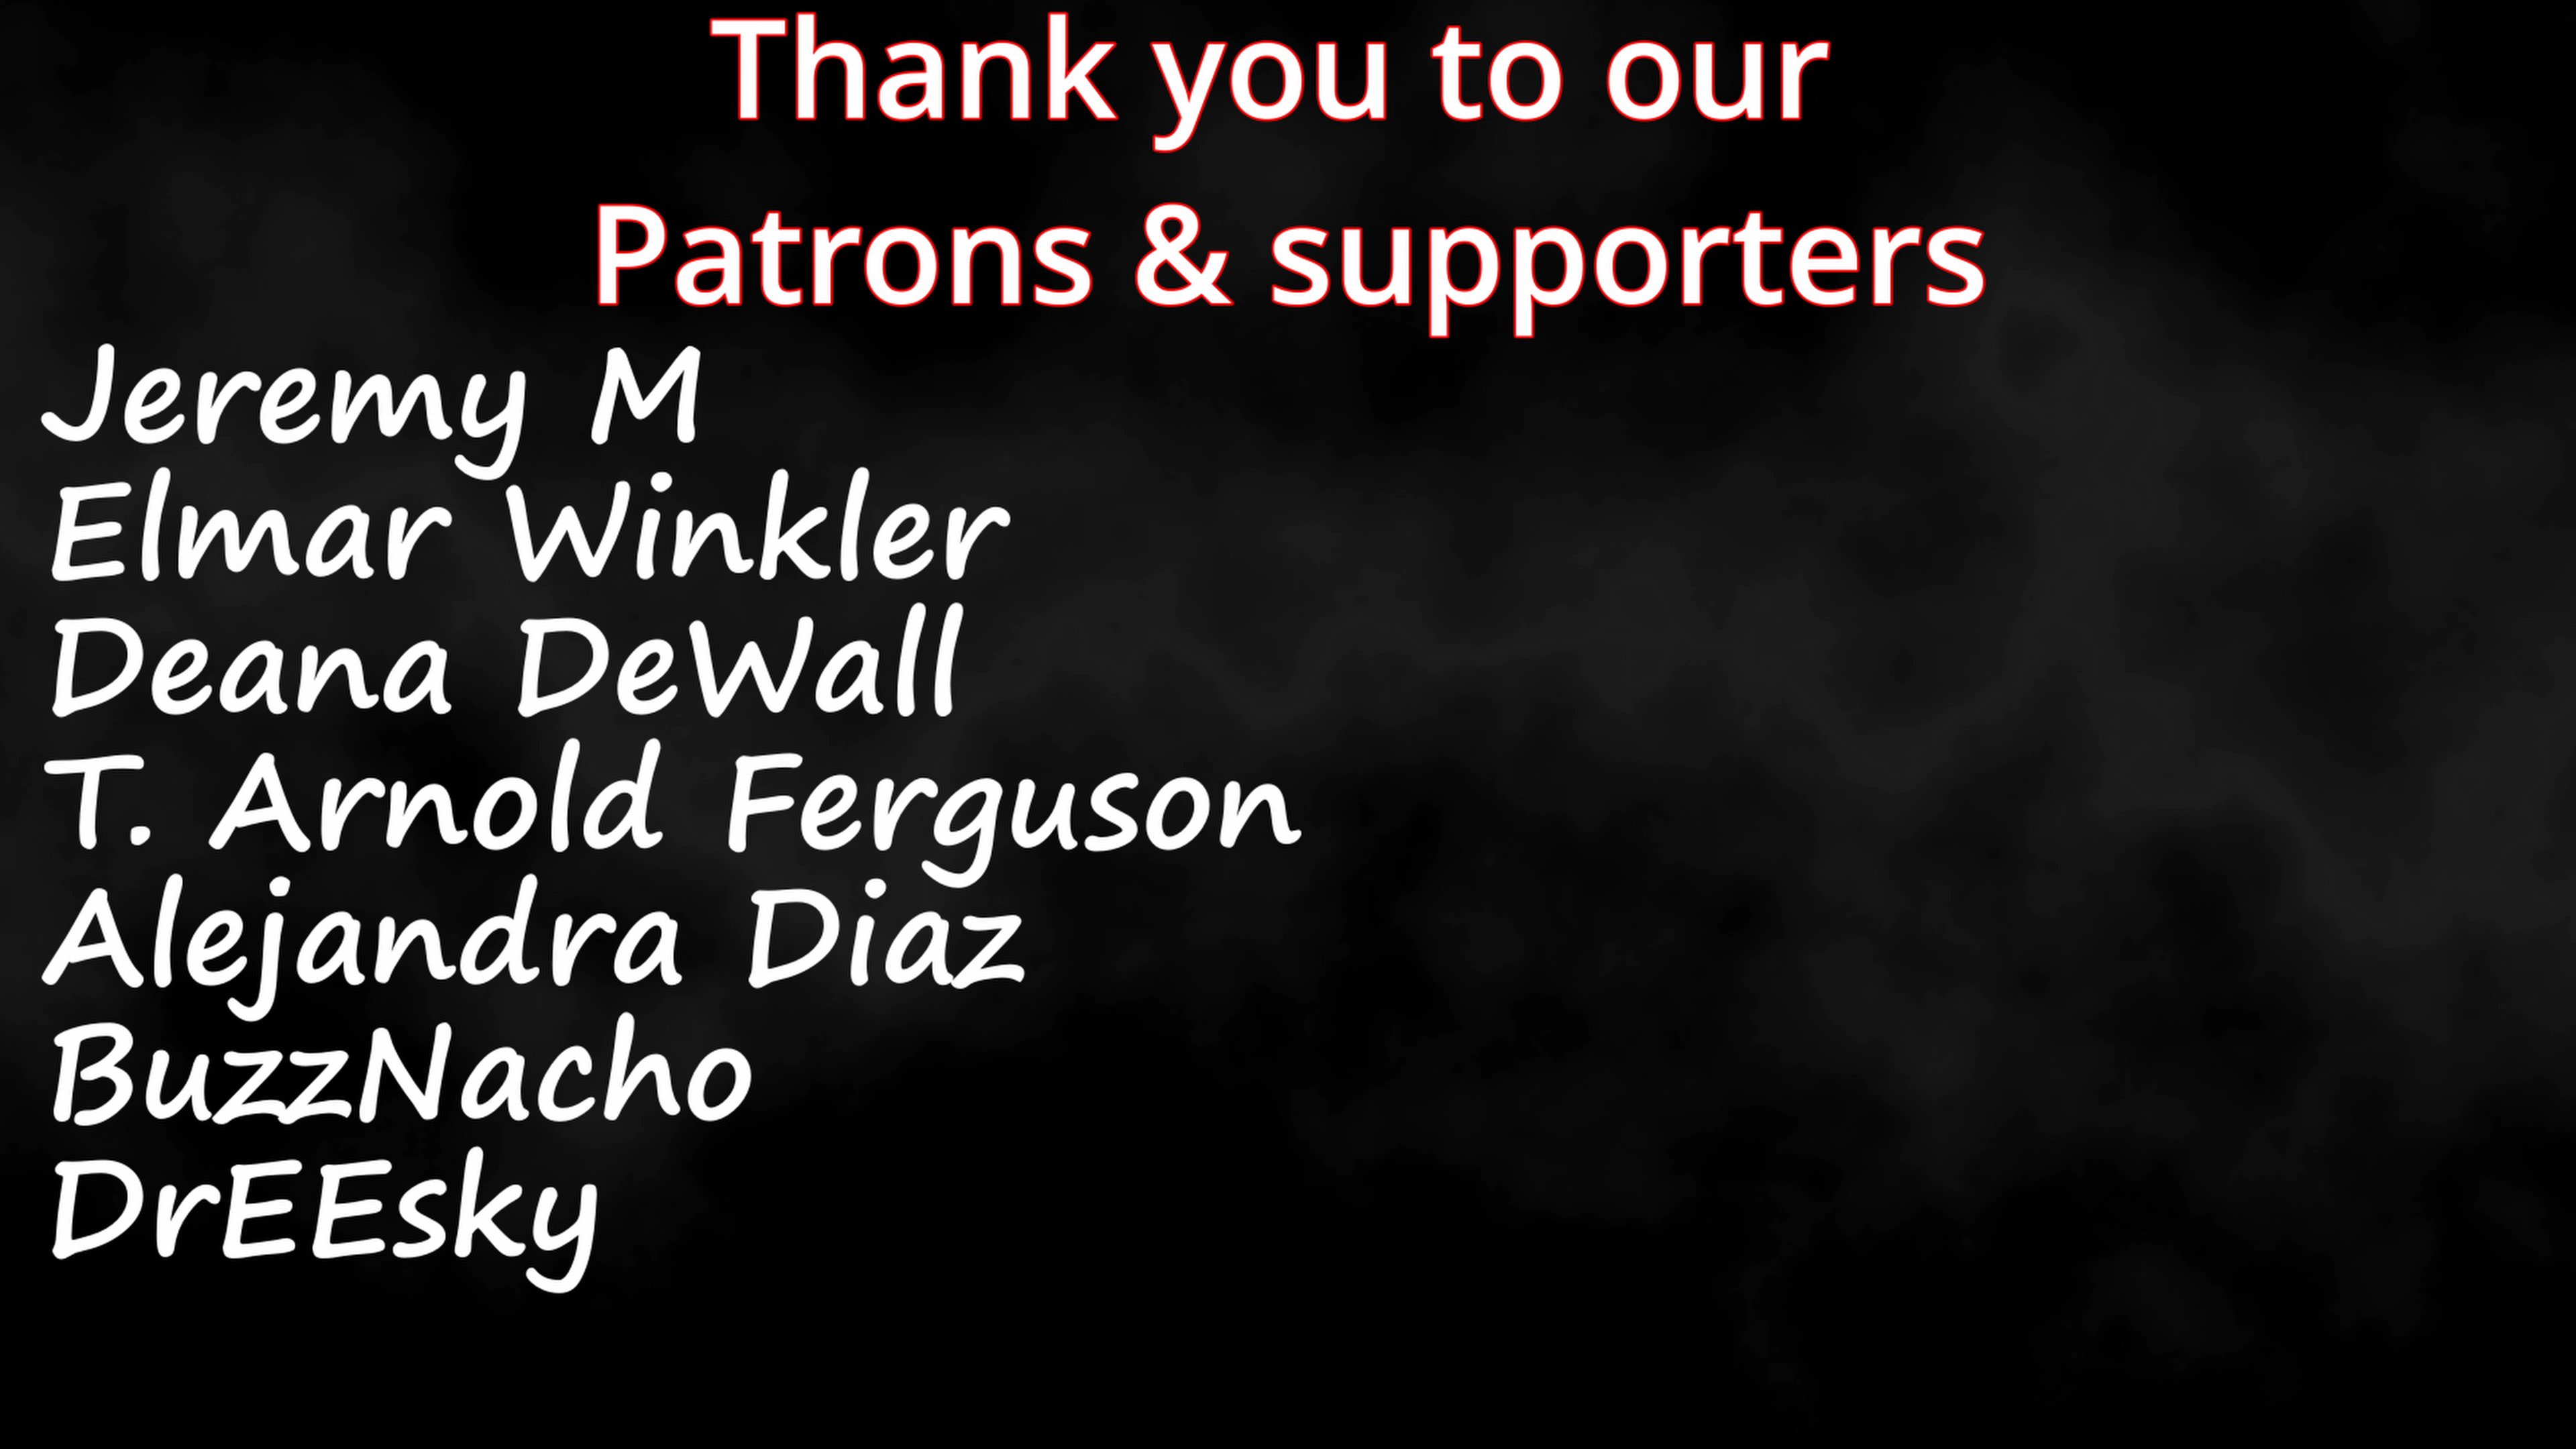 Thank you to our
Patrons & supporters
Jeremy M
Elmar Winkler
Deana DeWall
T. Arnold Ferguson
Alejandra Diaz
BuzzNacho
DrEEsky